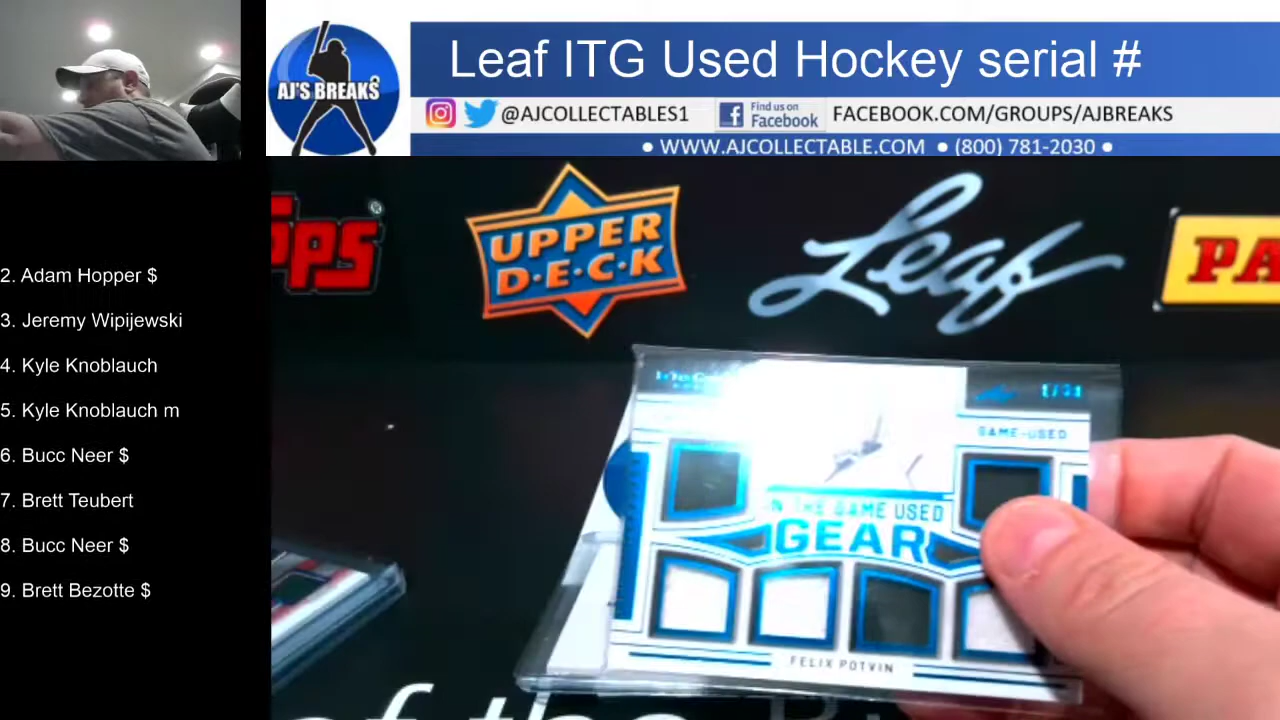 Leaf ITG Used Hockey serial #
AJ'S BREAKS
@AJCOLLECTABLES1
Find us on
Facebook
FACEBOOK.COM/GROUPS/AJBREAKS
• WWW.AJCOLLECTABLE.COM • (800) 781-2030 •
UPPER
D·E·C·K
Leaf
2. Adam Hopper $
3. Jeremy Wipijewski
4. Kyle Knoblauch
5. Kyle Knoblauch m
6. Bucc Neer $
7. Brett Teubert
8. Bucc Neer $
9. Brett Bezotte $
GAME-USED
THE GAME USED
GEAR
FELIX POTVIN
of the